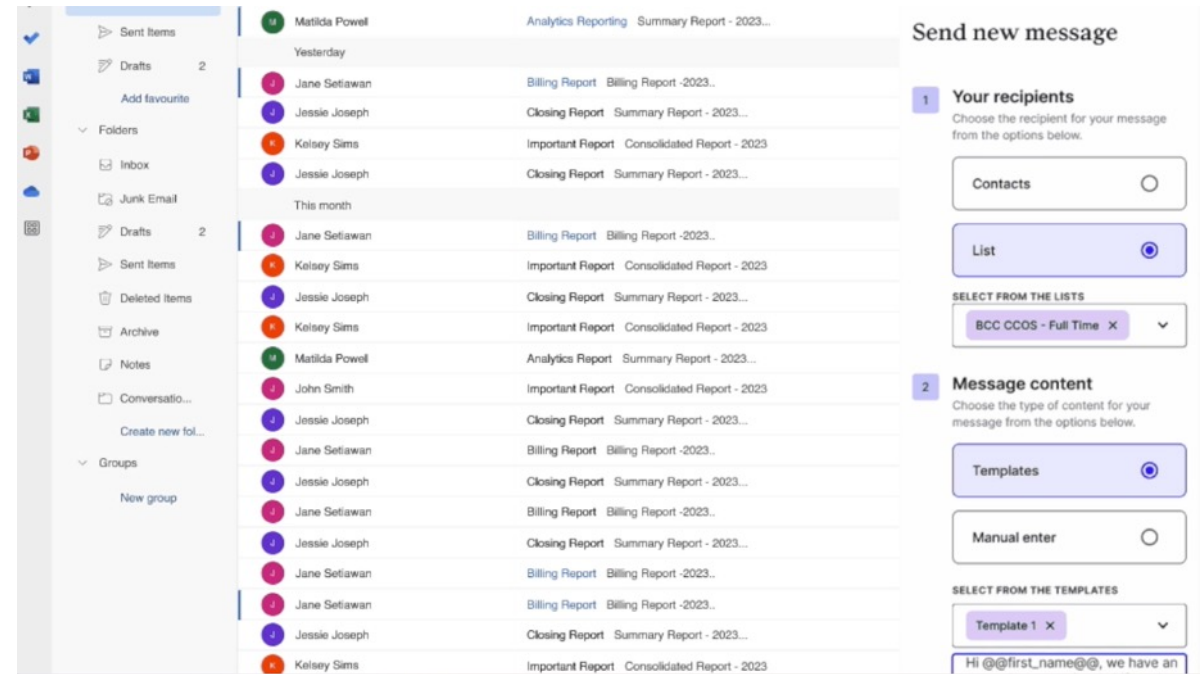 Sent Items
Drafts 2
Add favourite
Folders
Inbox
Junk Email
Drafts 2
Sent Items
Deleted Items
Archive
Notes
Conversatio...
Create new fol...
Groups
New group
M Matilda Powell Analytics Reporting Summary Report - 2023...
Yesterday
J Jane Setiawan Billing Report Billing Report -2023..
J Jessie Joseph Closing Report Summary Report - 2023...
K Kelsey Sims Important Report Consolidated Report - 2023
J Jessie Joseph Closing Report Summary Report - 2023...
This month
J Jane Setiawan Billing Report Billing Report -2023..
K Kelsey Sims Important Report Consolidated Report - 2023
J Jessie Joseph Closing Report Summary Report - 2023...
K Kelsey Sims Important Report Consolidated Report - 2023
M Matilda Powell Analytics Report Summary Report - 2023...
J John Smith Important Report Consolidated Report - 2023
J Jessie Joseph Closing Report Summary Report - 2023...
J Jane Setiawan Billing Report Billing Report -2023..
J Jessie Joseph Closing Report Summary Report - 2023...
J Jane Setiawan Billing Report Billing Report -2023..
J Jessie Joseph Closing Report Summary Report - 2023...
J Jane Setiawan Billing Report Billing Report -2023..
J Jane Setiawan Billing Report Billing Report -2023..
J Jessie Joseph Closing Report Summary Report - 2023...
K Kelsey Sims Important Report Consolidated Report - 2023
Send new message
1 Your recipients
Choose the recipient for your message
from the options below.
Contacts
List
SELECT FROM THE LISTS
BCC CCOS - Full Time ×
2 Message content
Choose the type of content for your
message from the options below.
Templates
Manual enter
SELECT FROM THE TEMPLATES
Template 1 ×
Hi @@first_name@@, we have an